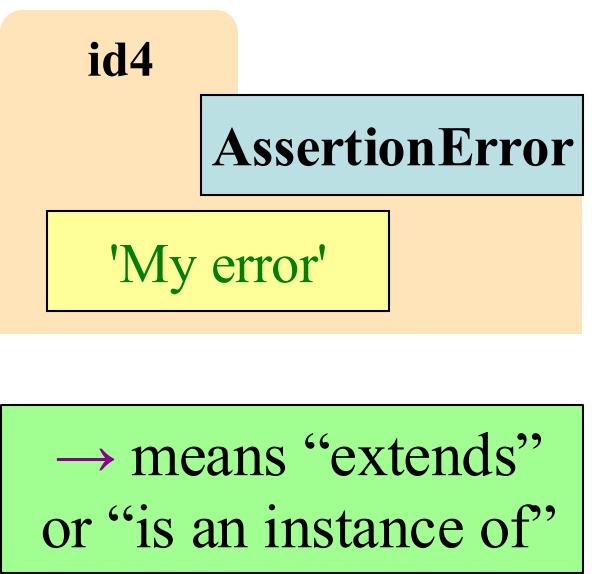 id4
AssertionError
'My error'
→ means “extends”
or “is an instance of”